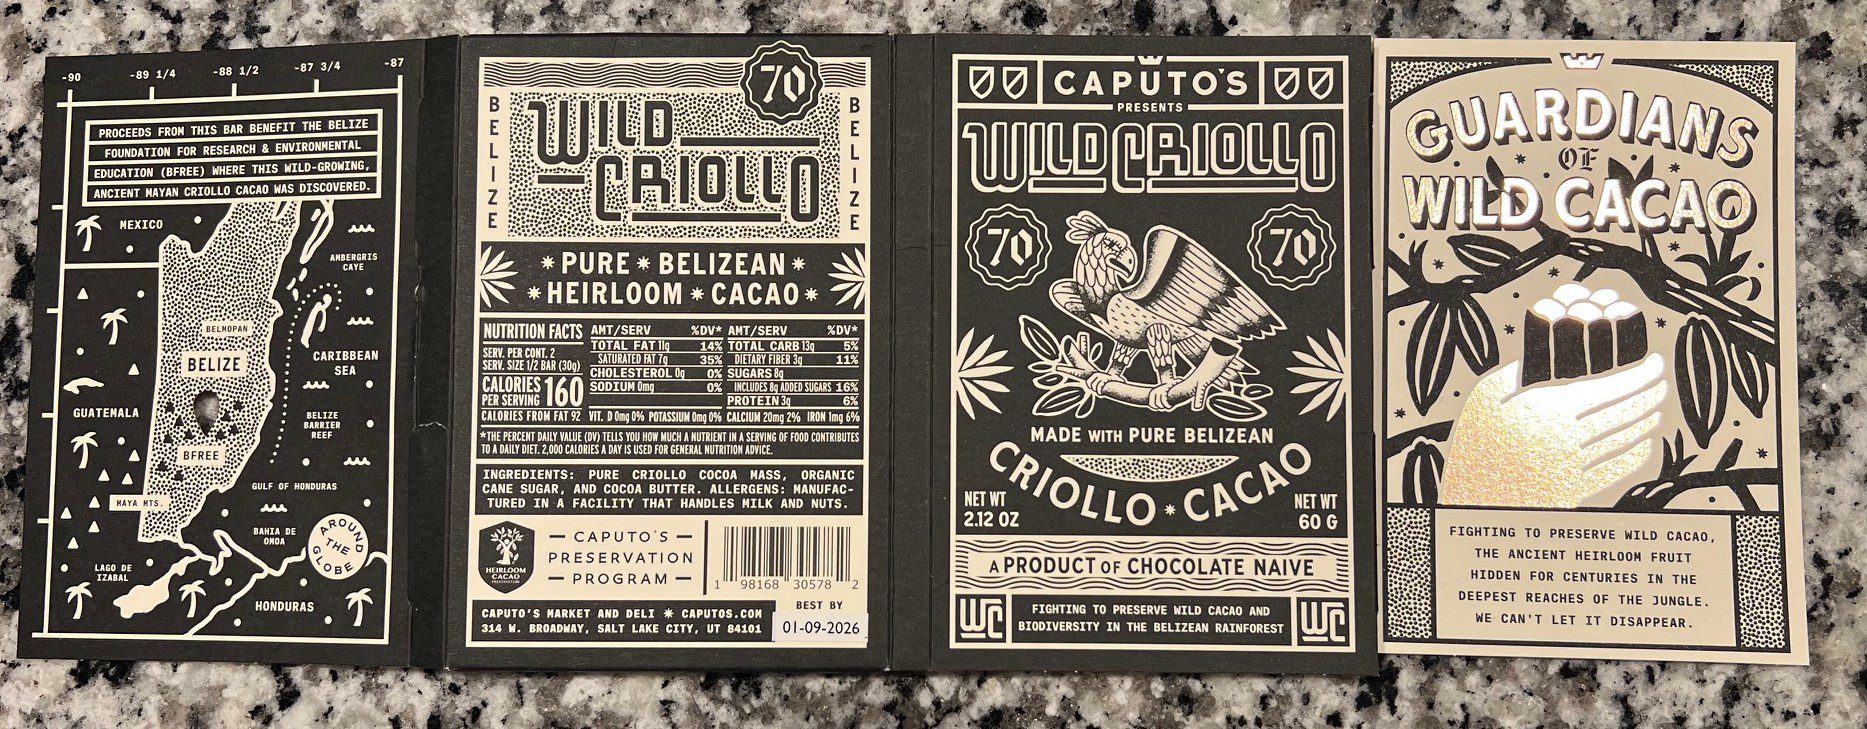 -90 -89 1/4 -88 1/2 -87 3/4 -87
PROCEEDS FROM THIS BAR BENEFIT THE BELIZE
FOUNDATION FOR RESEARCH & ENVIRONMENTAL
EDUCATION (BFREE) WHERE THIS WILD-GROWING,
ANCIENT MAYAN CRIOLLO CACAO WAS DISCOVERED.
MEXICO
AMBERGRIS
CAYE
BELMOPAN
BELIZE
CARIBBEAN
SEA
GUATEMALA
BELIZE
BARRIER
REEF
BFREE
GULF OF HONDURAS
MAYA MTS.
BAHIA DE
OMOA
AROUND
THE
GLOBE
LAGO DE
IZABAL
HONDURAS
70
BELIZE
WILD
CRIOLLO
BELIZE
*PURE*BELIZEAN*
*HEIRLOOM*CACAO*
NUTRITION FACTS
SERV. PER CONT. 2
SERV. SIZE 1/2 BAR (30g)
CALORIES
PER SERVING 160
CALORIES FROM FAT 92
AMT/SERV %DV*
TOTAL FAT 11g 14%
SATURATED FAT 7g 35%
CHOLESTEROL 0g 0%
SODIUM 0mg 0%
AMT/SERV %DV*
TOTAL CARB 13g 5%
DIETARY FIBER 3g 11%
SUGARS 8g
INCLUDES 8g ADDED SUGARS 16%
PROTEIN 3g 6%
VIT. D 0mg 0% POTASSIUM 0mg 0% CALCIUM 20mg 2% IRON 1mg 6%
*THE PERCENT DAILY VALUE (DV) TELLS YOU HOW MUCH A NUTRIENT IN A SERVING OF FOOD CONTRIBUTES
TO A DAILY DIET. 2,000 CALORIES A DAY IS USED FOR GENERAL NUTRITION ADVICE.
INGREDIENTS: PURE CRIOLLO COCOA MASS, ORGANIC
CANE SUGAR, AND COCOA BUTTER. ALLERGENS: MANUFAC-
TURED IN A FACILITY THAT HANDLES MILK AND NUTS.
HEIRLOOM
CACAO
PRESERVATION
— CAPUTO'S —
PRESERVATION
— PROGRAM —
1 98168 30578 2
CAPUTO'S MARKET AND DELI * CAPUTOS.COM
314 W. BROADWAY, SALT LAKE CITY, UT 84101
BEST BY
01-09-2026
CAPUTO'S
PRESENTS
WILD CRIOLLO
70
70
MADE WITH PURE BELIZEAN
CRIOLLO*CACAO
NET WT
2.12 OZ
NET WT
60 G
A PRODUCT OF CHOCOLATE NAIVE
WC
FIGHTING TO PRESERVE WILD CACAO AND
BIODIVERSITY IN THE BELIZEAN RAINFOREST
WC
GUARDIANS
OF
WILD CACAO
FIGHTING TO PRESERVE WILD CACAO,
THE ANCIENT HEIRLOOM FRUIT
HIDDEN FOR CENTURIES IN THE
DEEPEST REACHES OF THE JUNGLE.
WE CAN'T LET IT DISAPPEAR.